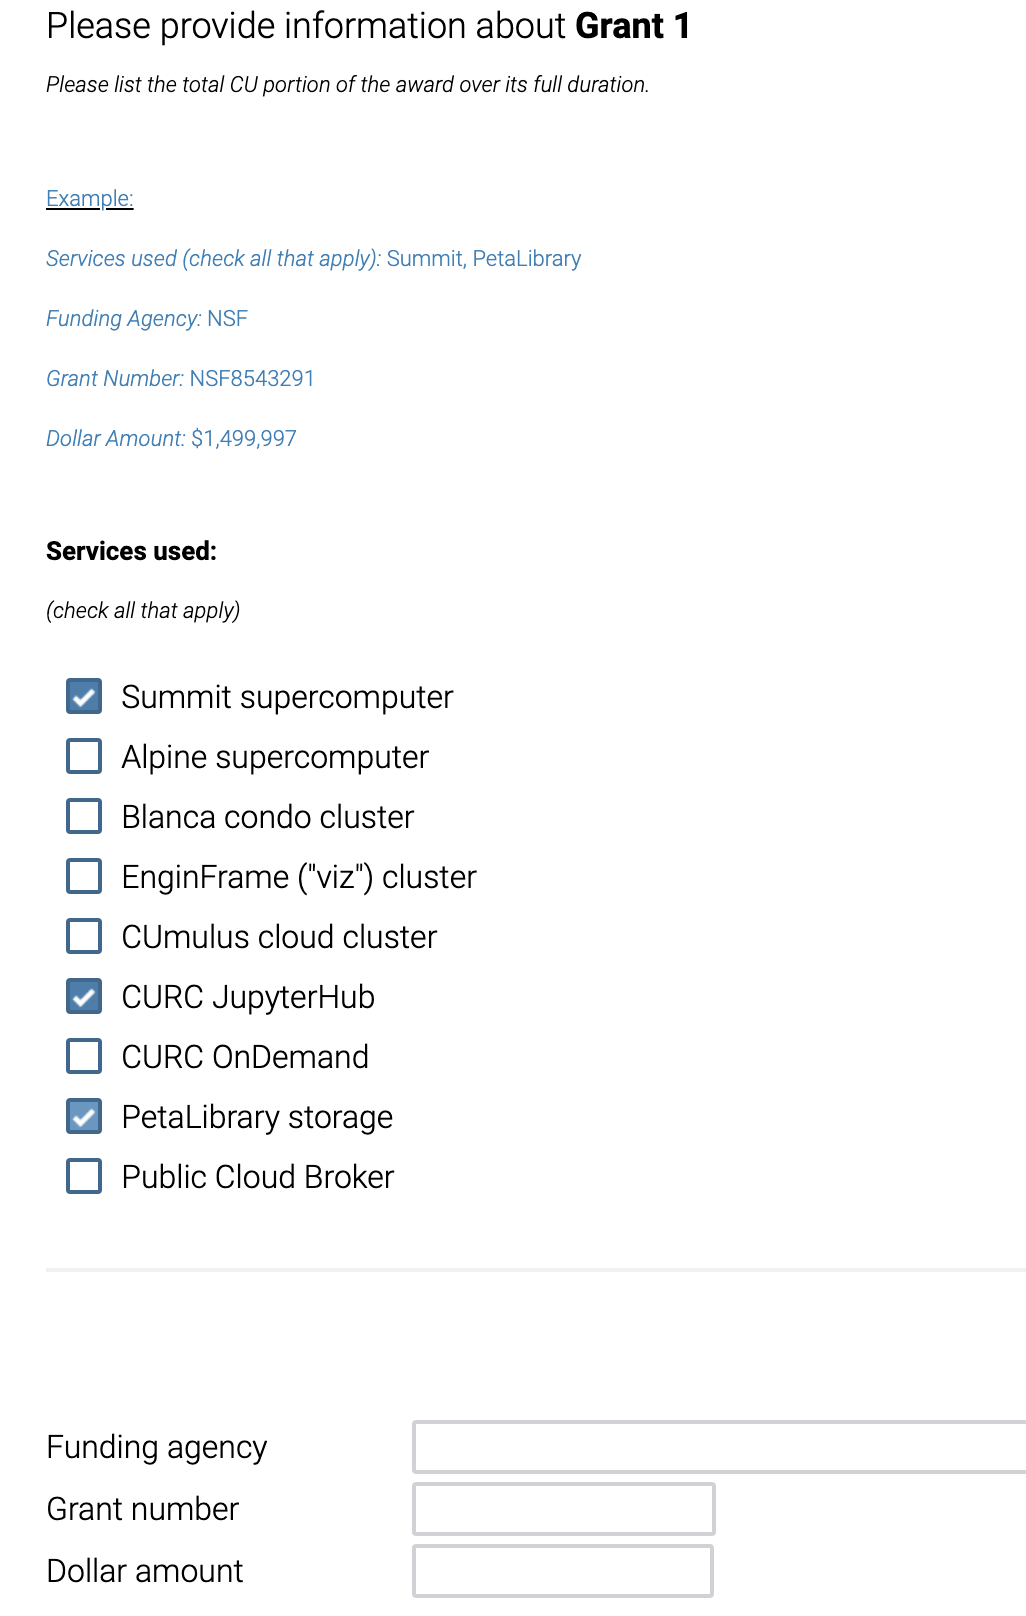 Please provide information about Grant 1
Please list the total CU portion of the award over its full duration.
Example:
Services used (check all that apply): Summit, PetaLibrary
Funding Agency: NSF
Grant Number: NSF8543291
Dollar Amount: $1,499,997
Services used:
(check all that apply)
Summit supercomputer
Alpine supercomputer
Blanca condo cluster
EnginFrame ("viz") cluster
CUmulus cloud cluster
CURC JupyterHub
CURC OnDemand
PetaLibrary storage
Public Cloud Broker
Funding agency
Grant number
Dollar amount